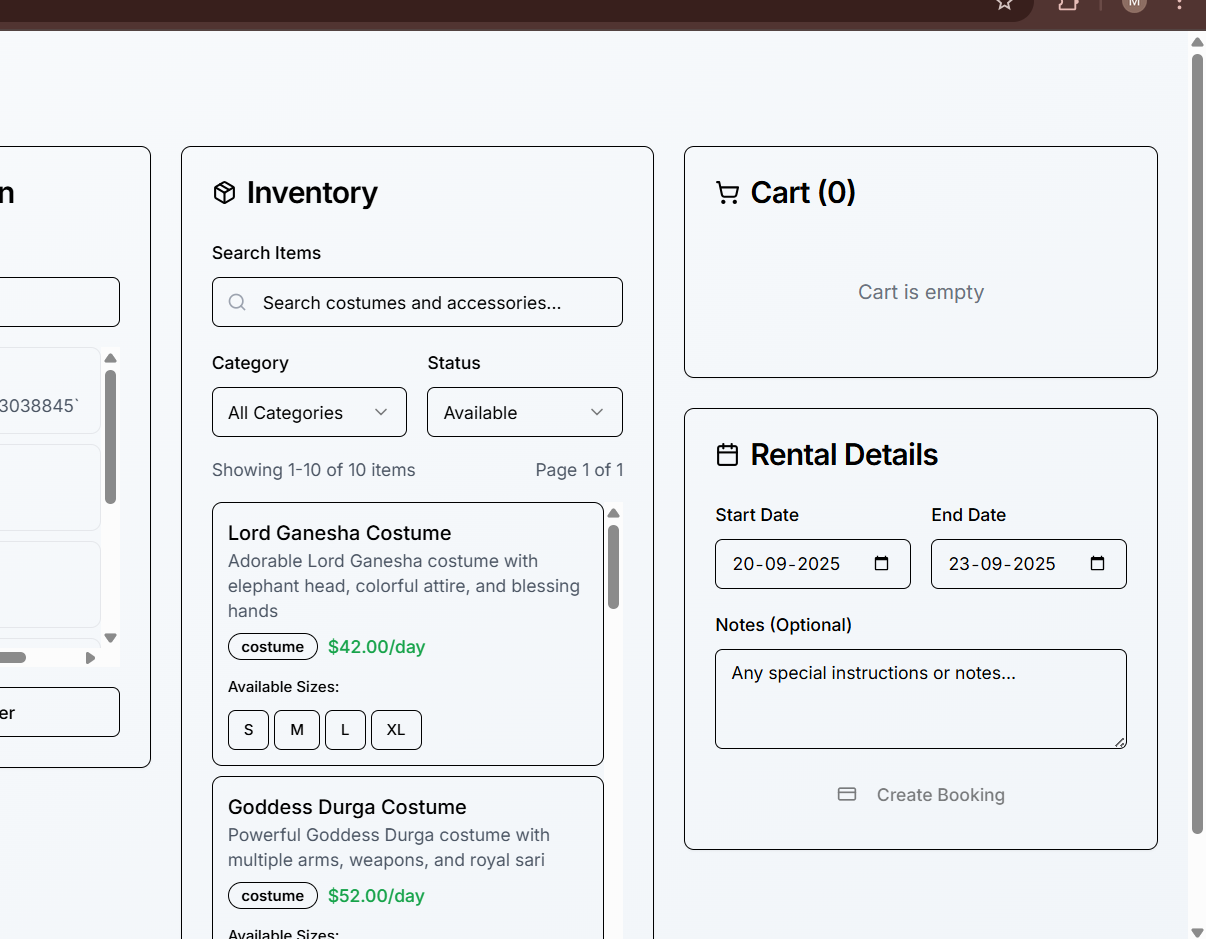 M
n
3038845`
er
Inventory
Search Items
Search costumes and accessories...
Category
Status
All Categories
Available
Showing 1-10 of 10 items
Page 1 of 1
Lord Ganesha Costume
Adorable Lord Ganesha costume with
elephant head, colorful attire, and blessing
hands
costume
$42.00/day
Available Sizes:
S
M
L
XL
Goddess Durga Costume
Powerful Goddess Durga costume with
multiple arms, weapons, and royal sari
costume
$52.00/day
Available Sizes:
Cart (0)
Cart is empty
Rental Details
Start Date
End Date
20-09-2025
23-09-2025
Notes (Optional)
Any special instructions or notes...
Create Booking